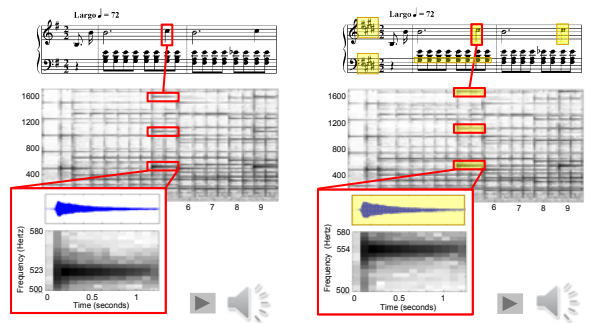 Largo ♩ = 72
1600
1200
800
400
6 7 8 9
Frequency (Hertz)
580
523
500
0 0.5 1
Time (seconds)
Largo ♩ = 72
1600
1200
800
400
6 7 8 9
Frequency (Hertz)
580
554
500
0 0.5 1
Time (seconds)